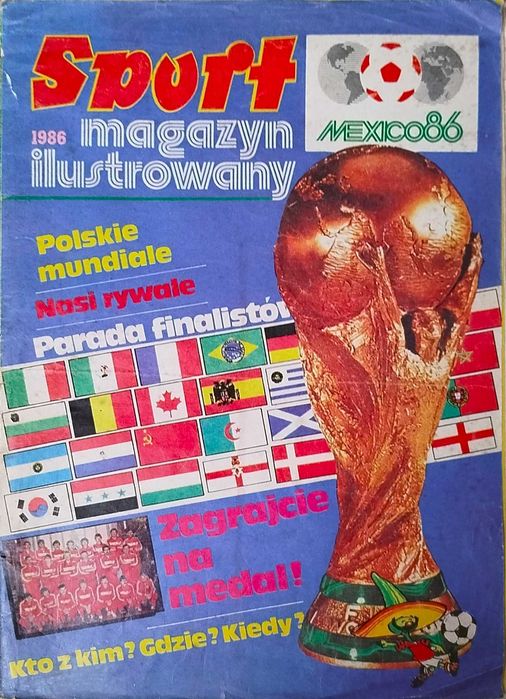 Sport
MEXICO86
1986 magazyn
ilustrowany
Polskie
mundiale
Nasi rywale
Parada finalistów
Zagrajcie
na
medal!
Kto z kim? Gdzie? Kiedy?